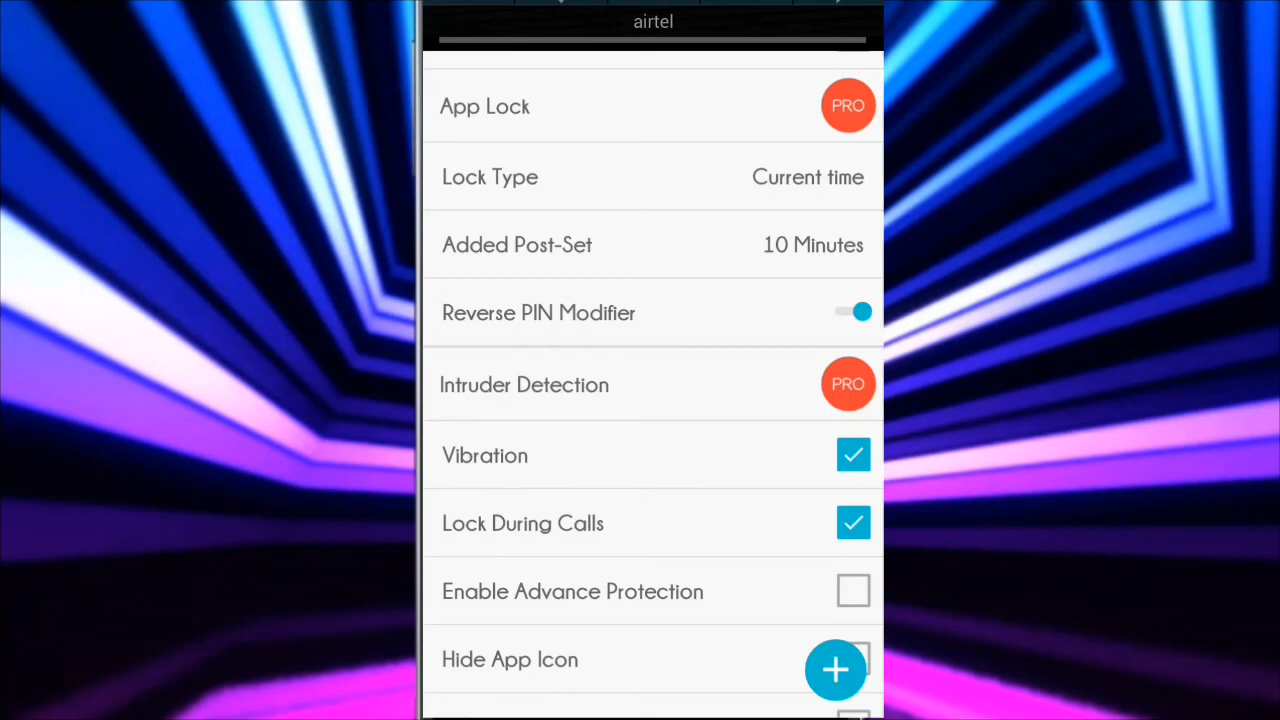 airtel
App Lock PRO
Lock Type Current time
Added Post-Set 10 Minutes
Reverse PIN Modifier
Intruder Detection PRO
Vibration
Lock During Calls
Enable Advance Protection
Hide App Icon